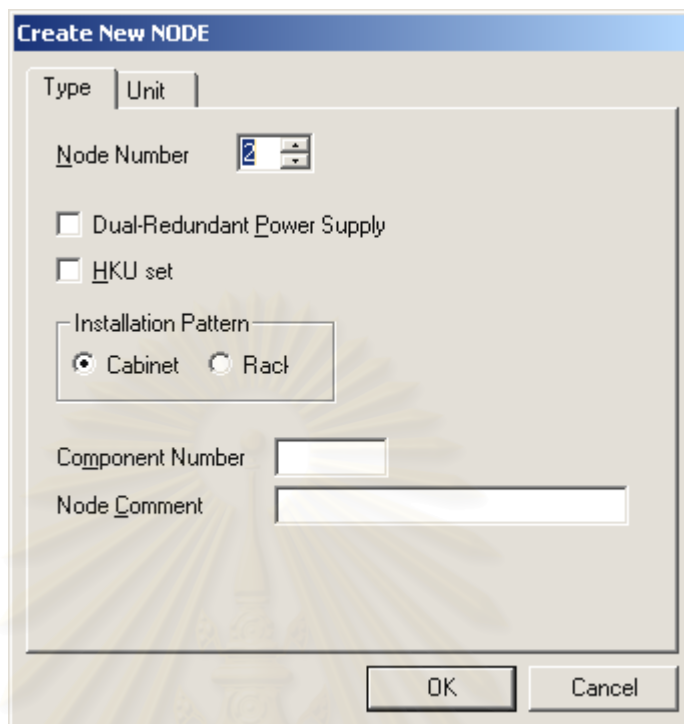 Create New NODE
Type Unit
Node Number 2
Dual-Redundant Power Supply
HKU set
Installation Pattern
Cabinet Rack
Component Number
Node Comment
OK Cancel